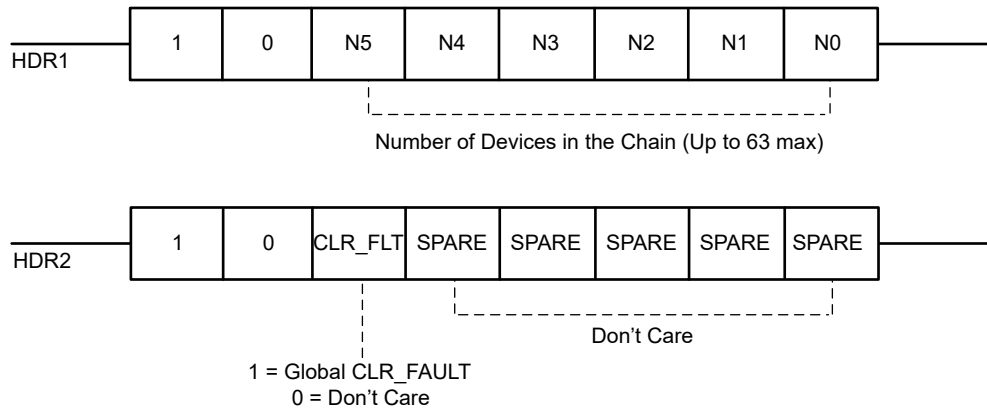 1 0 N5 N4 N3 N2 N1 N0
HDR1
Number of Devices in the Chain (Up to 63 max)
1 0 CLR_FLT SPARE SPARE SPARE SPARE SPARE
HDR2
Don’t Care
1 = Global CLR_FAULT
0 = Don’t Care